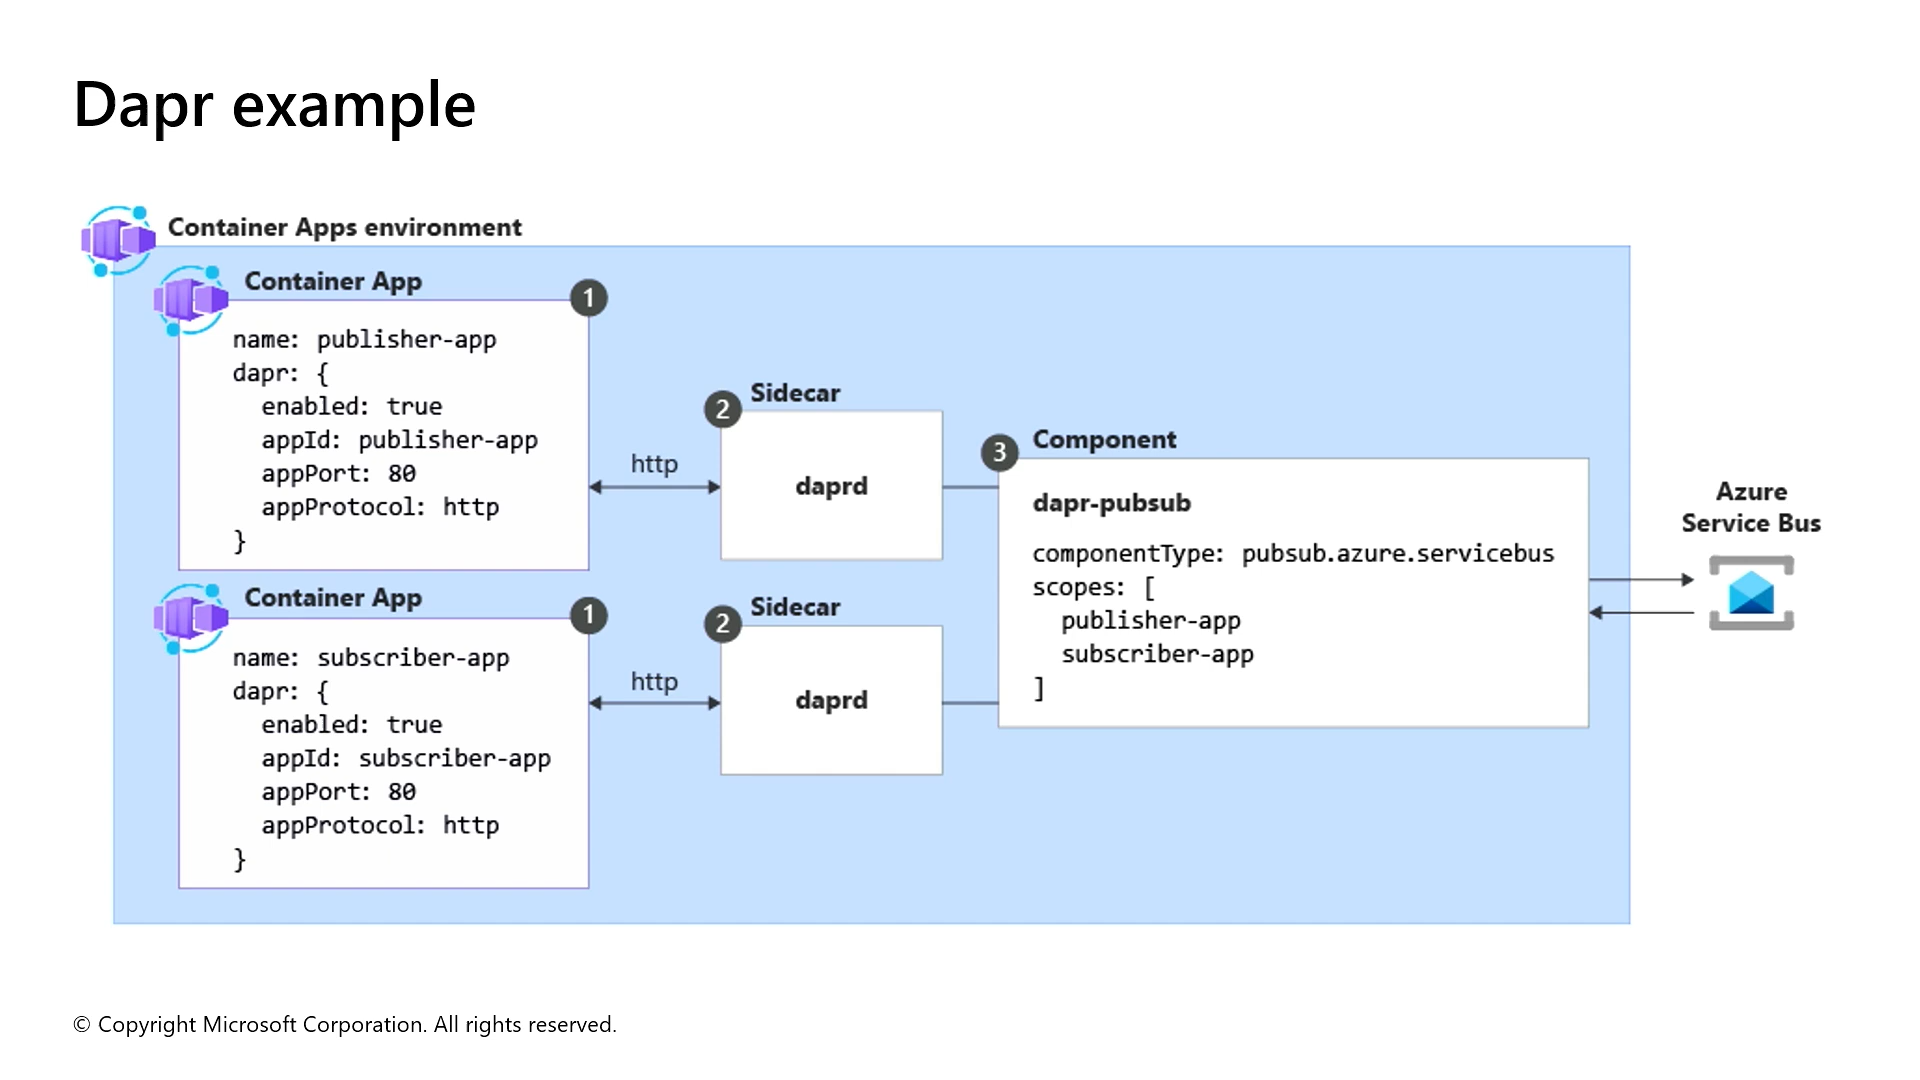 Dapr example
Container Apps environment
Container App
1
name: publisher-app
dapr: {
enabled: true
appId: publisher-app
appPort: 80
appProtocol: http
}
http
2
Sidecar
daprd
Container App
1
name: subscriber-app
dapr: {
enabled: true
appId: subscriber-app
appPort: 80
appProtocol: http
}
http
2
Sidecar
daprd
3
Component
dapr-pubsub
componentType: pubsub.azure.servicebus
scopes: [
publisher-app
subscriber-app
]
Azure
Service Bus
© Copyright Microsoft Corporation. All rights reserved.